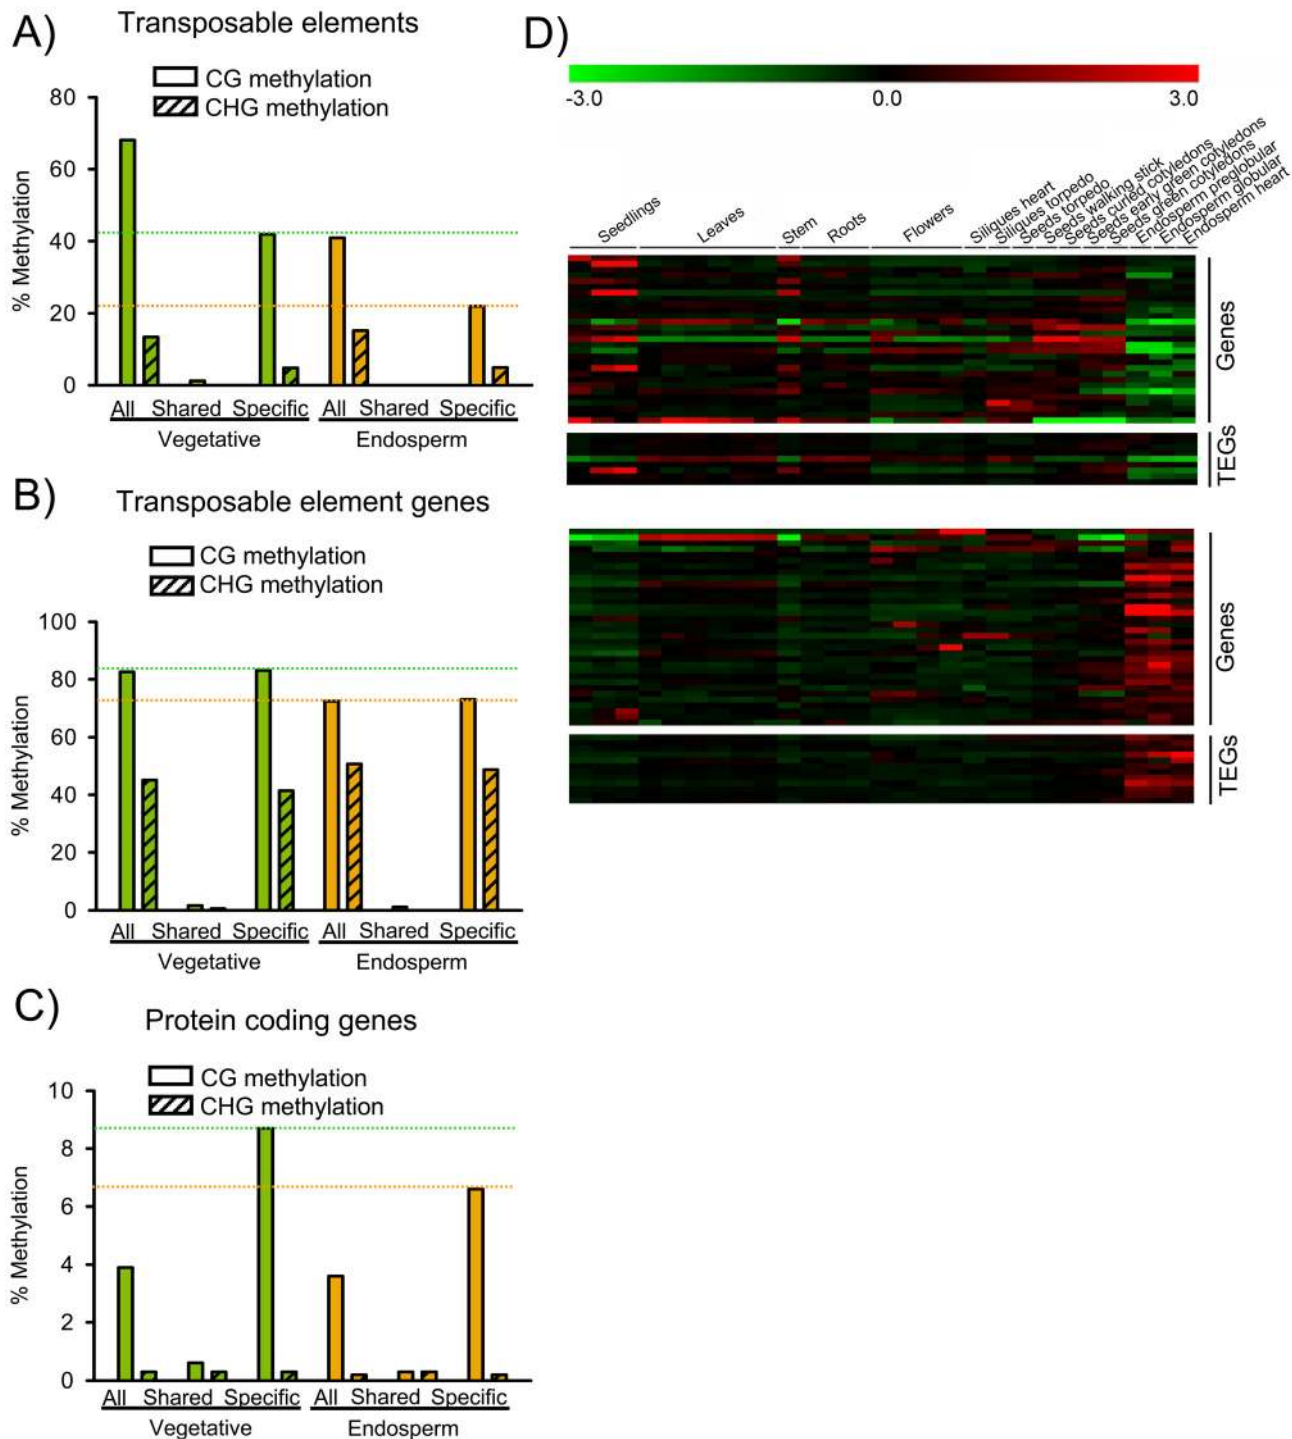 A)
Transposable elements
CG methylation
CHG methylation
80
60
40
20
0
% Methylation
All Shared Specific All Shared Specific
Vegetative Endosperm
B)
Transposable element genes
CG methylation
CHG methylation
100
80
60
40
20
0
% Methylation
All Shared Specific All Shared Specific
Vegetative Endosperm
C)
Protein coding genes
CG methylation
CHG methylation
10
8
6
4
2
0
% Methylation
All Shared Specific All Shared Specific
Vegetative Endosperm
D)
-3.0 0.0 3.0
Seedlings
Leaves
Stem
Roots
Flowers
Siliques heart
Siliques torpedo
Seeds torpedo
Seeds walking stick
Seeds curled cotyledons
Seeds early green cotyledons
Seeds green cotyledons
Endosperm preglobular
Endosperm globular
Endosperm heart
Genes
TEGs
Genes
TEGs